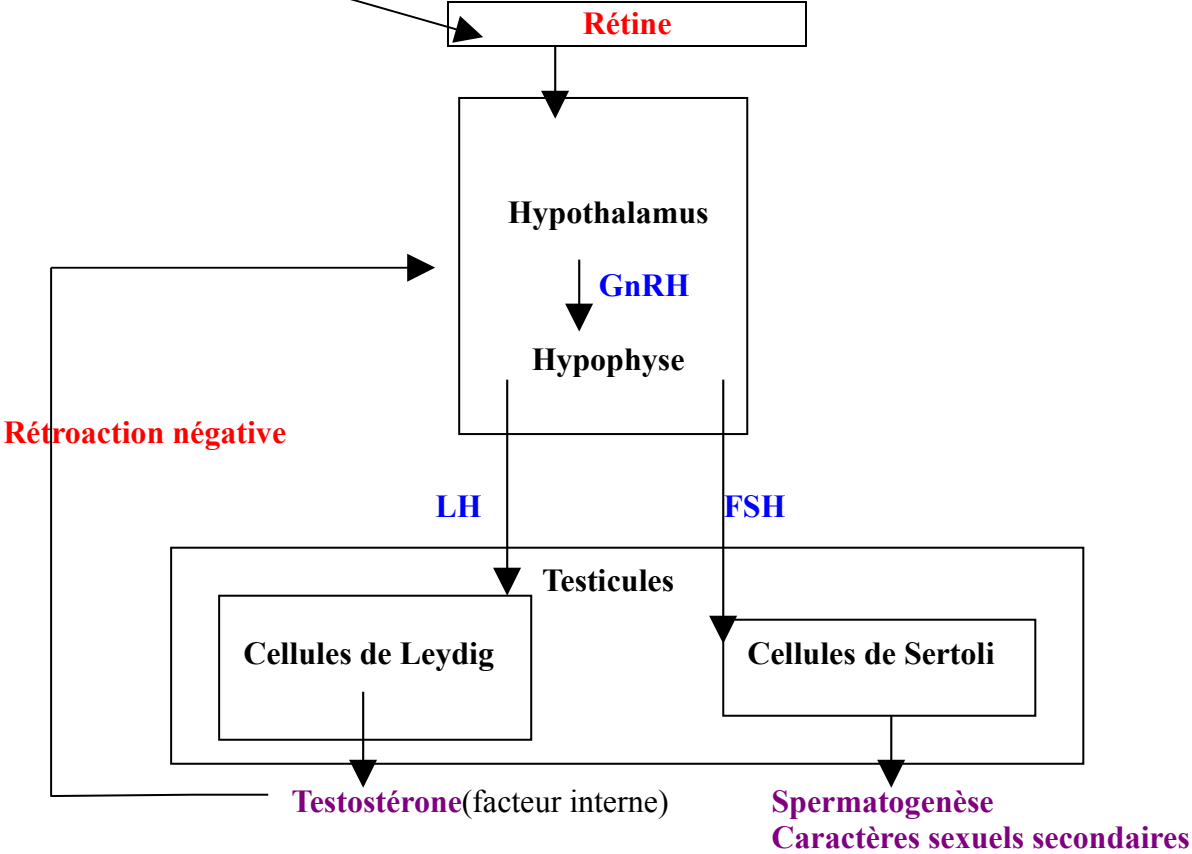 Rétine
Hypothalamus
GnRH
Hypophyse
Rétroaction négative
LH
FSH
Testicules
Cellules de Leydig
Cellules de Sertoli
Testostérone(facteur interne)
Spermatogenèse
Caractères sexuels secondaires